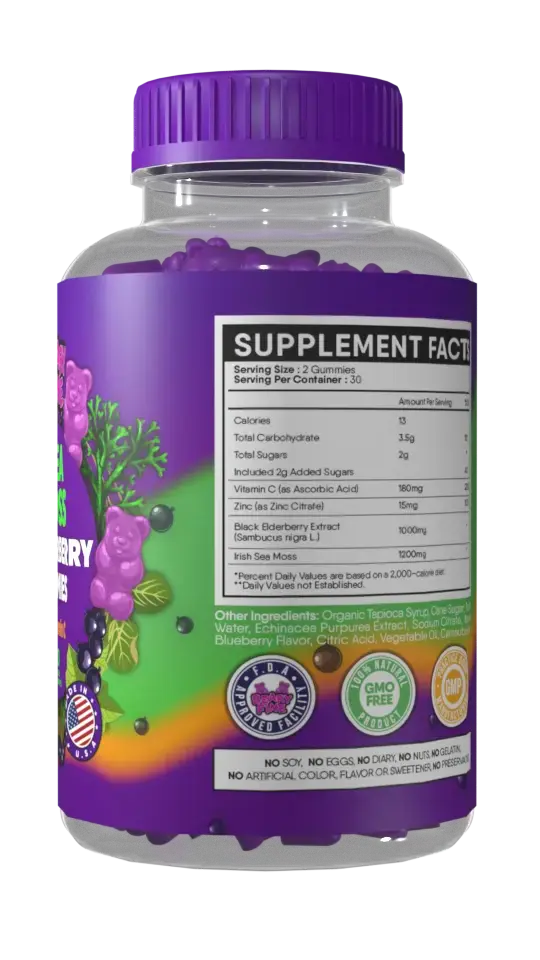 BERRY
SUPPLEMENT FACTS
Serving Size : 2 Gummies
Serving Per Container : 30
Amount Per Serving
Calories 13
Total Carbohydrate 3.5g
Total Sugars 2g
Included 2g Added Sugars
Vitamin C (as Ascorbic Acid) 180mg
Zinc (as Zinc Citrate) 15mg
Black Elderberry Extract 1000mg
(Sambucus nigra L.)
Irish Sea Moss 1200mg
*Percent Daily Values are based on a 2,000-calorie diet.
**Daily Values not Established.
Other Ingredients: Organic Tapioca Syrup, Cane Sugar,
Water, Echinacea Purpurea Extract, Sodium Citrate,
Blueberry Flavor, Citric Acid, Vegetable Oil,
F.D.A
APPROVED FACILITY
100% NATURAL
GMO
FREE
PRODUCT
GMP
MADE IN
U.S.A
NO SOY, NO EGGS, NO DIARY, NO NUTS, NO GELATIN,
NO ARTIFICIAL COLOR, FLAVOR OR SWEETENER, NO